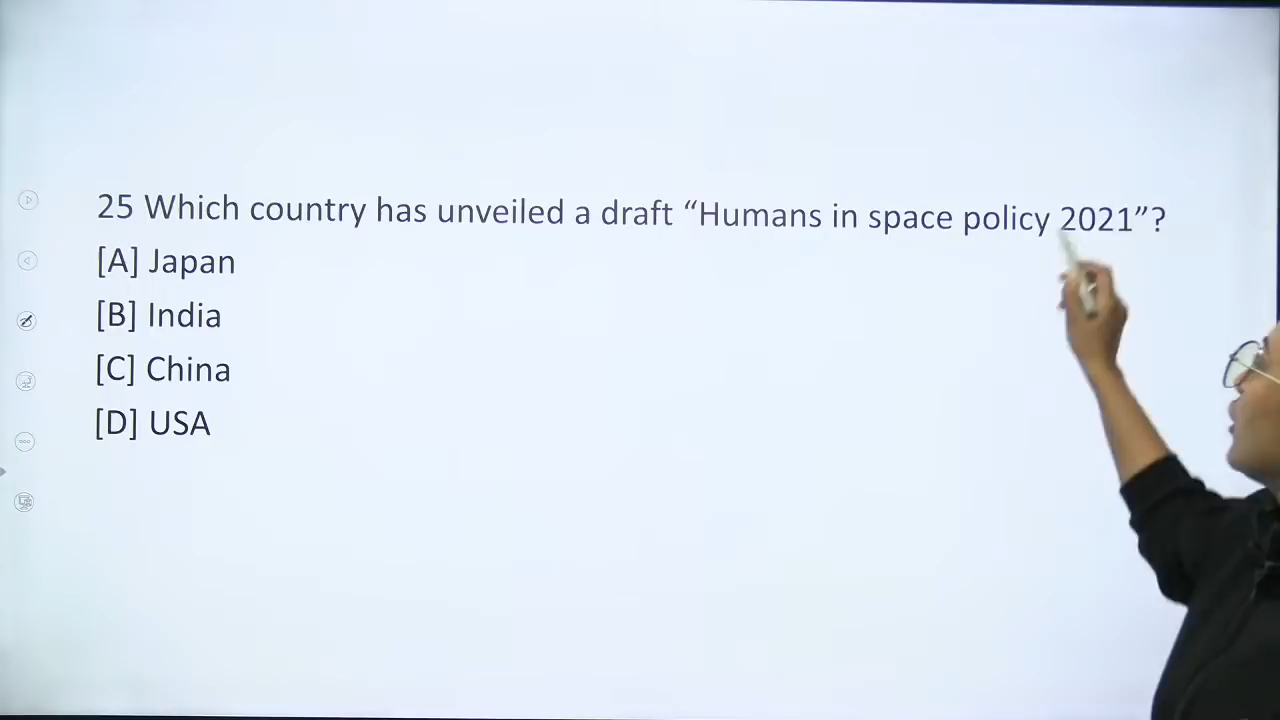 25 Which country has unveiled a draft “Humans in space policy 2021”?
[A] Japan
[B] India
[C] China
[D] USA